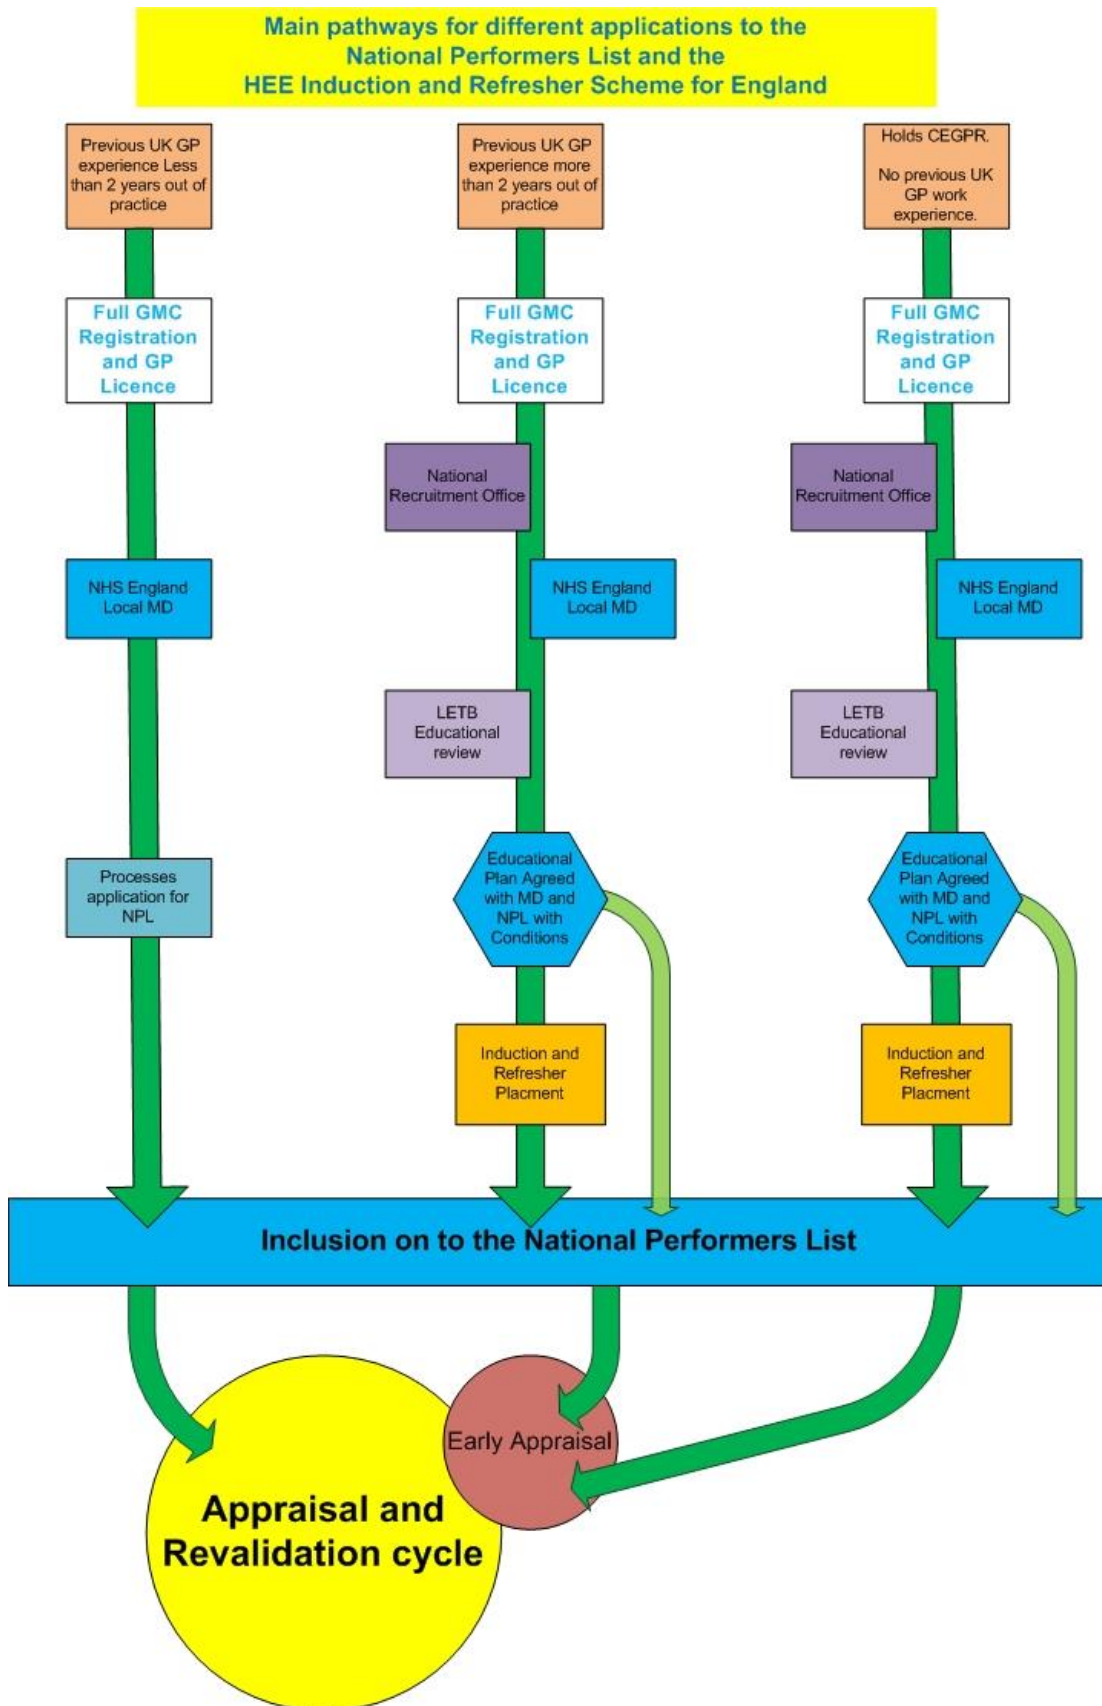 Main pathways for different applications to the
National Performers List and the
HEE Induction and Refresher Scheme for England
Previous UK GP
experience Less
than 2 years out of
practice
Previous UK GP
experience more
than 2 years out of
practice
Holds CEGPR.
No previous UK
GP work
experience.
Full GMC
Registration
and GP
Licence
Full GMC
Registration
and GP
Licence
Full GMC
Registration
and GP
Licence
National
Recruitment Office
National
Recruitment Office
NHS England
Local MD
NHS England
Local MD
NHS England
Local MD
LETB
Educational
review
LETB
Educational
review
Processes
application for
NPL
Educational
Plan Agreed
with MD and
NPL with
Conditions
Educational
Plan Agreed
with MD and
NPL with
Conditions
Induction and
Refresher
Placment
Induction and
Refresher
Placment
Inclusion on to the National Performers List
Early Appraisal
Appraisal and
Revalidation cycle